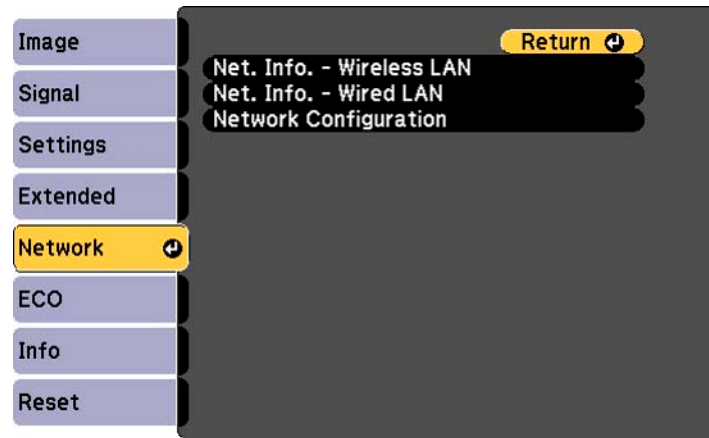 Image
Signal
Settings
Extended
Network
ECO
Info
Reset
Return
Net. Info. - Wireless LAN
Net. Info. - Wired LAN
Network Configuration